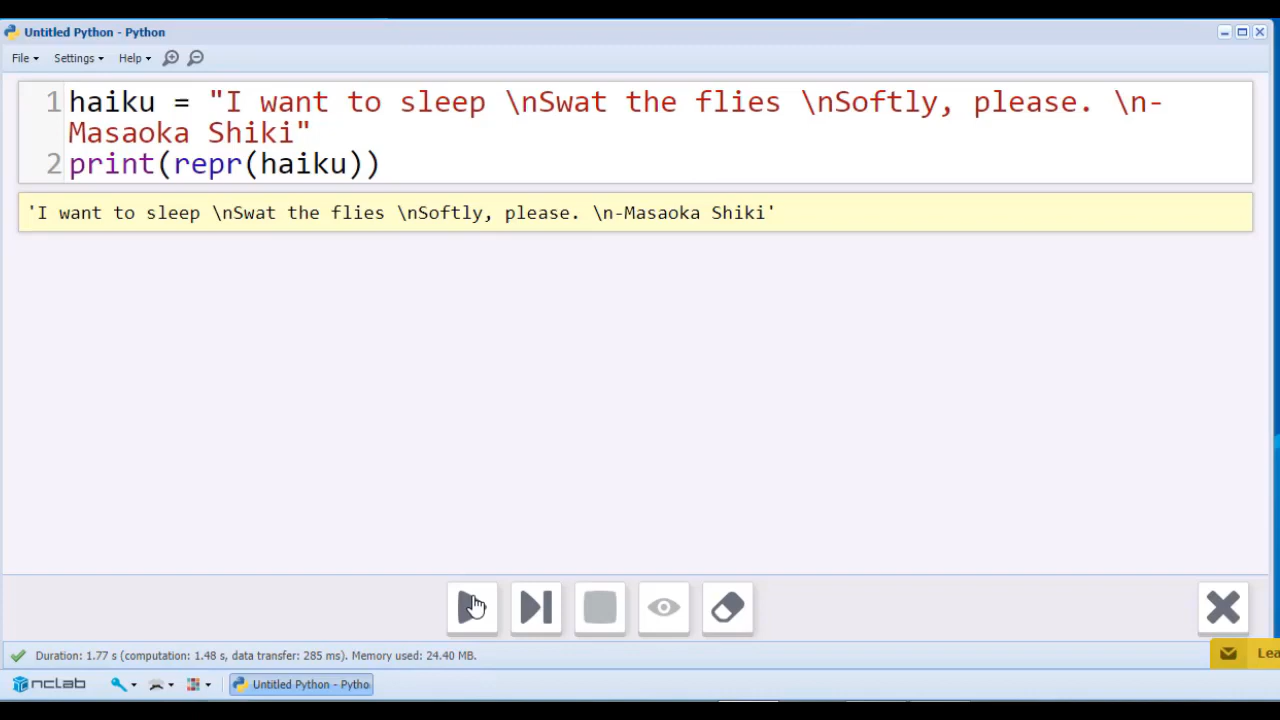 Untitled Python - Python
File Settings Help
1 haiku = "I want to sleep \nSwat the flies \nSoftly, please. \n-
Masaoka Shiki"
2 print(repr(haiku))
'I want to sleep \nSwat the flies \nSoftly, please. \n-Masaoka Shiki'
Duration: 1.77 s (computation: 1.48 s, data transfer: 285 ms). Memory used: 24.40 MB.
Lea
nclab Untitled Python - Pytho